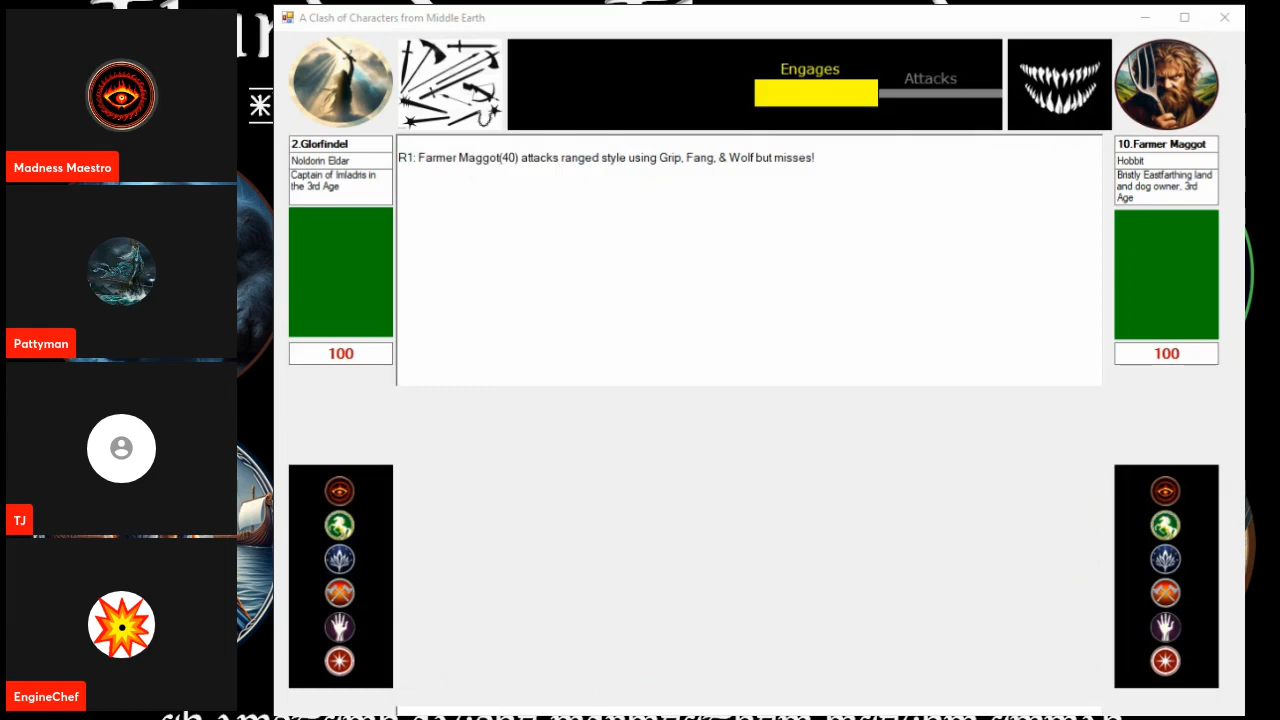 A Clash of Characters from Middle Earth
Engages
Attacks
Madness Maestro
2.Glorfindel
Noldorin Eldar
Captain of Imladris in
the 3rd Age
R1: Farmer Maggot(40) attacks ranged style using Grip, Fang, & Wolf but misses!
10.Farmer Maggot
Hobbit
Bristly Eastfarthing land
and dog owner, 3rd
Age
Pattyman
100
100
TJ
EngineChef